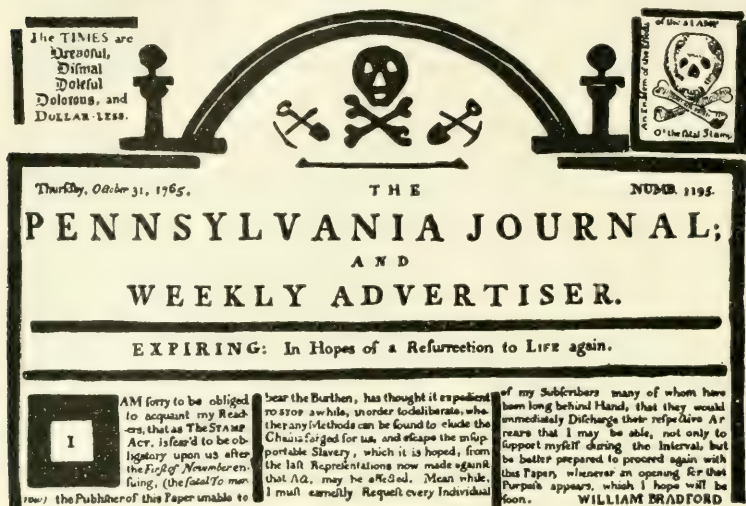 The TIMES are
Dreadful,
Dismal
Doleful
Dolorous, and
DOLLAR-LESS.
An Emblem of the Effects
of the STAMP
O! the fatal Stamp
Thursday, October 31, 1765.
THE
NUMB. 1195.
PENNSYLVANIA JOURNAL;
AND
WEEKLY ADVERTISER.
EXPIRING: In Hopes of a Resurrection to LIFE again.
I
AM sorry to be obliged
to acquaint my Read-
ers, that as The STAMP
ACT, is fear'd to be ob-
ligatory upon us after
the First of November en-
suing, (the fatal To mor-
row) the Publisher of this Paper unable to
bear the Burthen, has thought it expedient
TO STOP awhile, in order to deliberate, whe-
ther any Methods can be found to elude the
Chains forged for us, and escape the insup-
portable Slavery, which it is hoped, from
the last Representations now made against
that Act, may be effected. Mean while,
I must earnestly Request every Individual
of my Subscribers many of whom have
been long behind Hand, that they would
immediately Discharge their respective Ar
rears that I may be able, not only to
support myself during the Interval, but
be better prepared to proceed again with
this Paper, whenever an opening for that
Purpose appears, which I hope will be
soon. WILLIAM BRADFORD